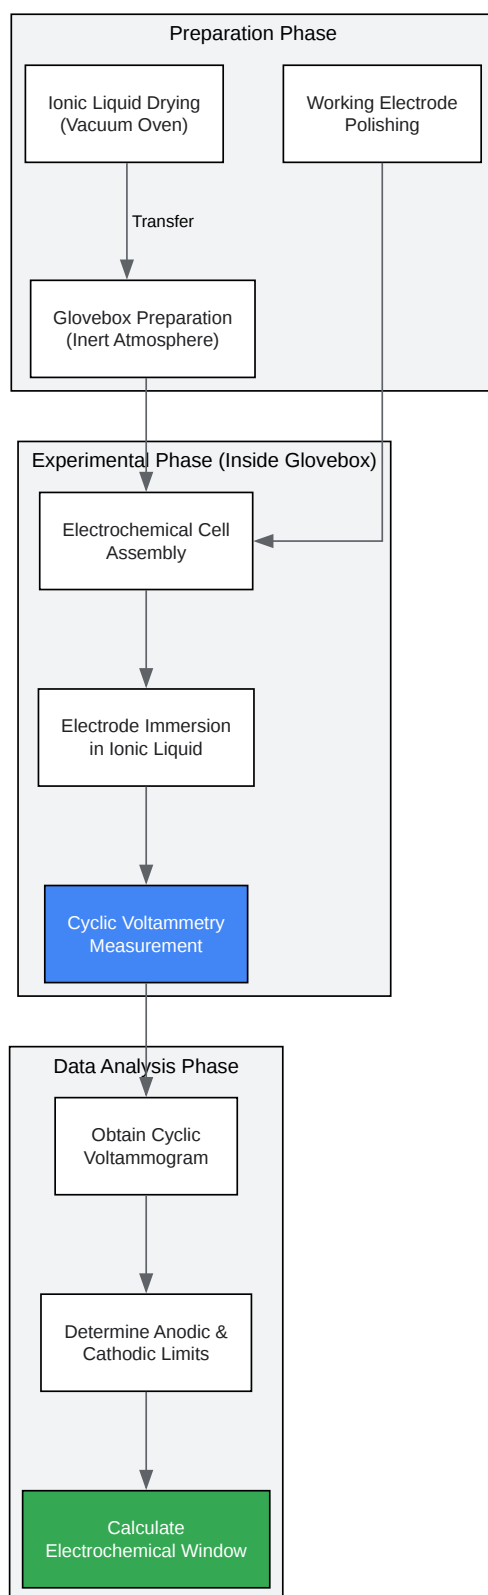 Preparation Phase
Ionic Liquid Drying
(Vacuum Oven)
Working Electrode
Polishing
Transfer
Glovebox Preparation
(Inert Atmosphere)
Experimental Phase (Inside Glovebox)
Electrochemical Cell
Assembly
Electrode Immersion
in Ionic Liquid
Cyclic Voltammetry
Measurement
Data Analysis Phase
Obtain Cyclic
Voltammogram
Determine Anodic &
Cathodic Limits
Calculate
Electrochemical Window